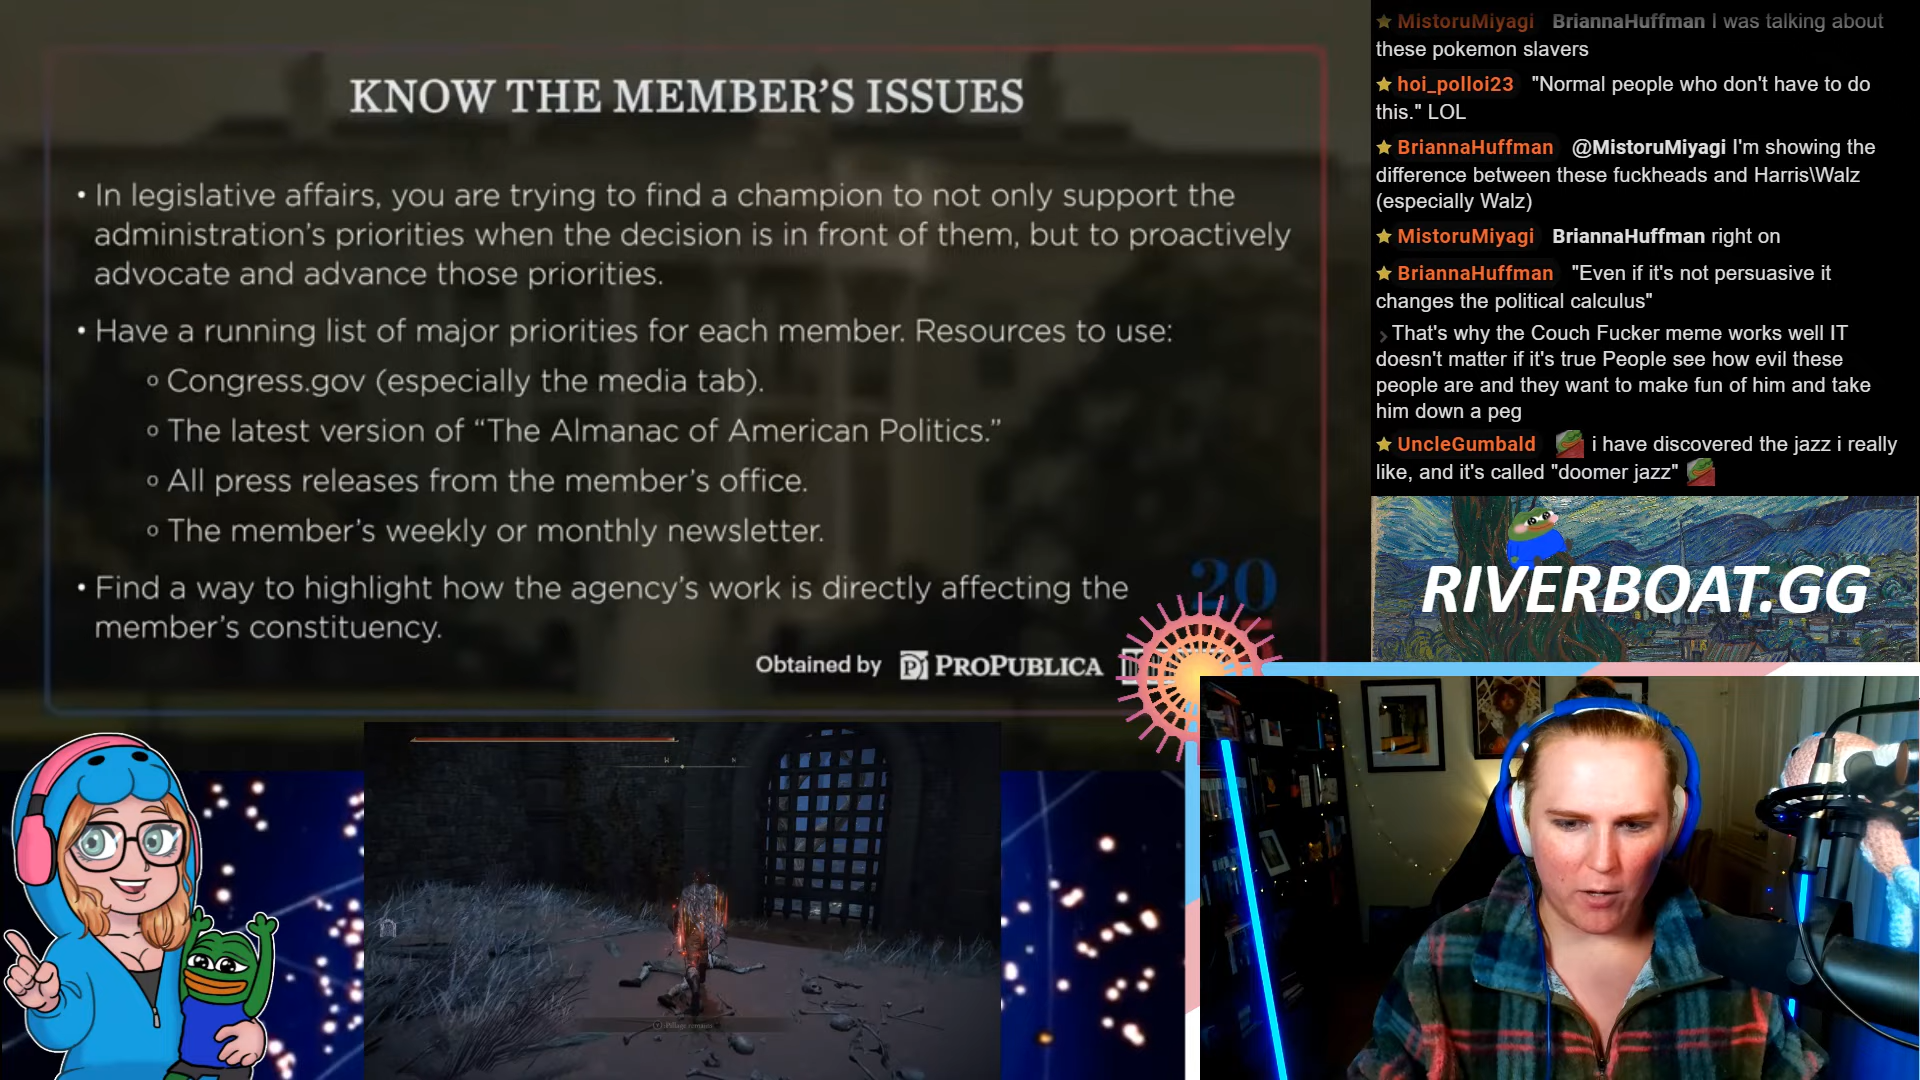 KNOW THE MEMBER'S ISSUES
• In legislative affairs, you are trying to find a champion to not only support the
administration's priorities when the decision is in front of them, but to proactively
advocate and advance those priorities.
• Have a running list of major priorities for each member. Resources to use:
◦ Congress.gov (especially the media tab).
◦ The latest version of “The Almanac of American Politics.”
◦ All press releases from the member's office.
◦ The member's weekly or monthly newsletter.
• Find a way to highlight how the agency's work is directly affecting the
member's constituency.
20
Obtained by PROPUBLICA
MistoruMiyagi BriannaHuffman I was talking about
these pokemon slavers
hoi_polloi23 "Normal people who don't have to do
this." LOL
BriannaHuffman @MistoruMiyagi I'm showing the
difference between these fuckheads and Harris\Walz
(especially Walz)
MistoruMiyagi BriannaHuffman right on
BriannaHuffman "Even if it's not persuasive it
changes the political calculus"
That's why the Couch Fucker meme works well IT
doesn't matter if it's true People see how evil these
people are and they want to make fun of him and take
him down a peg
UncleGumbald i have discovered the jazz i really
like, and it's called "doomer jazz"
RIVERBOAT.GG
W
N